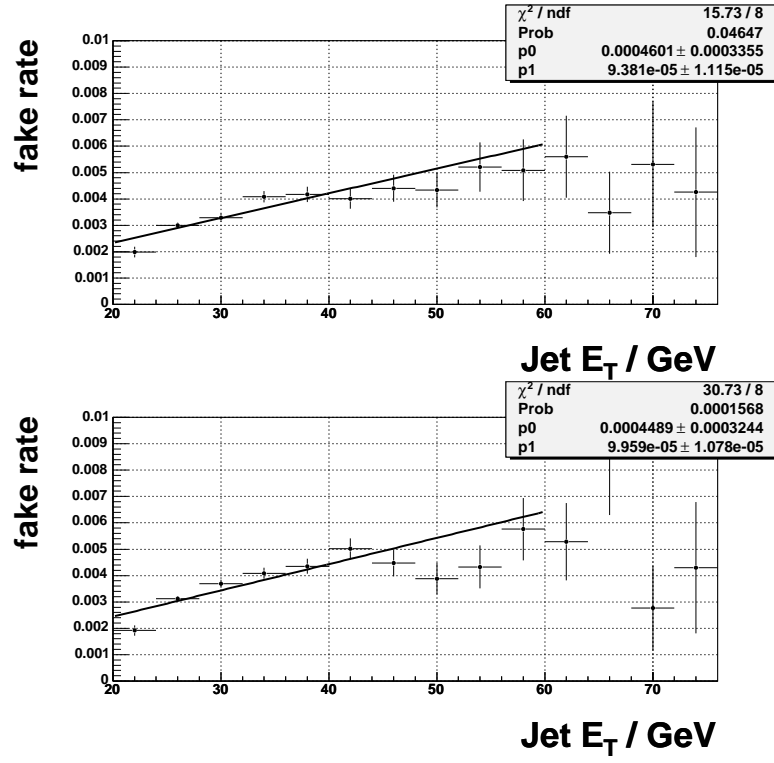 χ² / ndf 15.73 / 8
Prob 0.04647
p0 0.0004601 ± 0.0003355
p1 9.381e-05 ± 1.115e-05
fake rate
0.01
0.009
0.008
0.007
0.006
0.005
0.004
0.003
0.002
0.001
0
20 30 40 50 60 70
Jet E_T / GeV
χ² / ndf 30.73 / 8
Prob 0.0001568
p0 0.0004489 ± 0.0003244
p1 9.959e-05 ± 1.078e-05
fake rate
0.01
0.009
0.008
0.007
0.006
0.005
0.004
0.003
0.002
0.001
0
20 30 40 50 60 70
Jet E_T / GeV